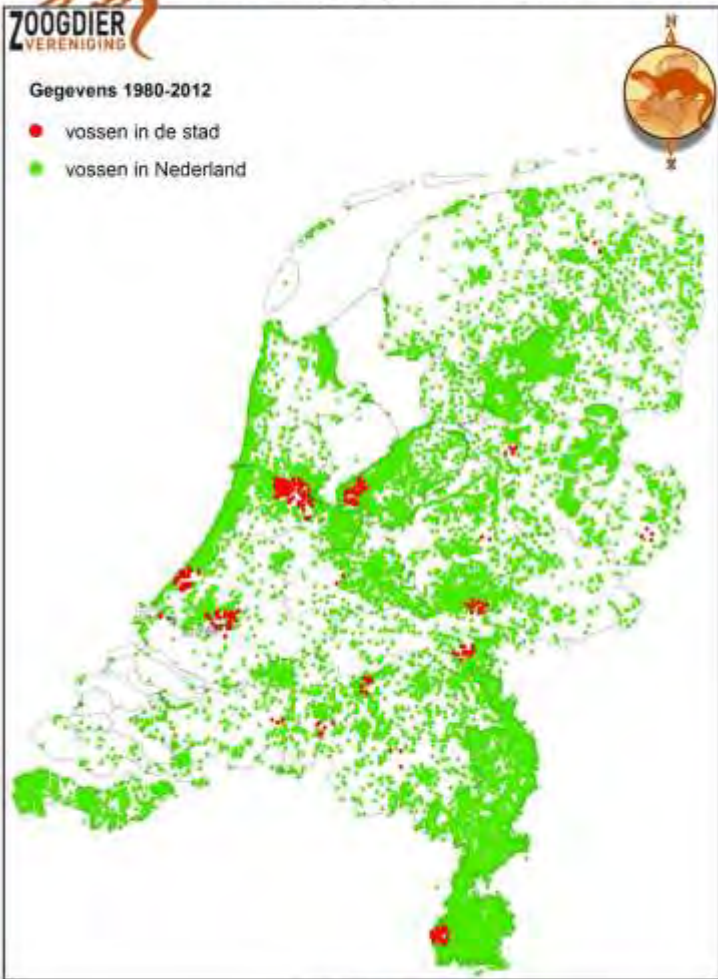 ZOOGDIER
VERENIGING
N
Gegevens 1980-2012
vossen in de stad
vossen in Nederland
Z